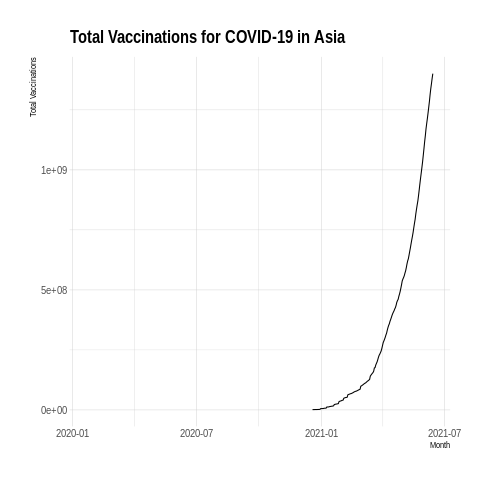 Total Vaccinations for COVID-19 in Asia
Total Vaccinations
1e+09
5e+08
0e+00
2020-01 2020-07 2021-01 2021-07
Month